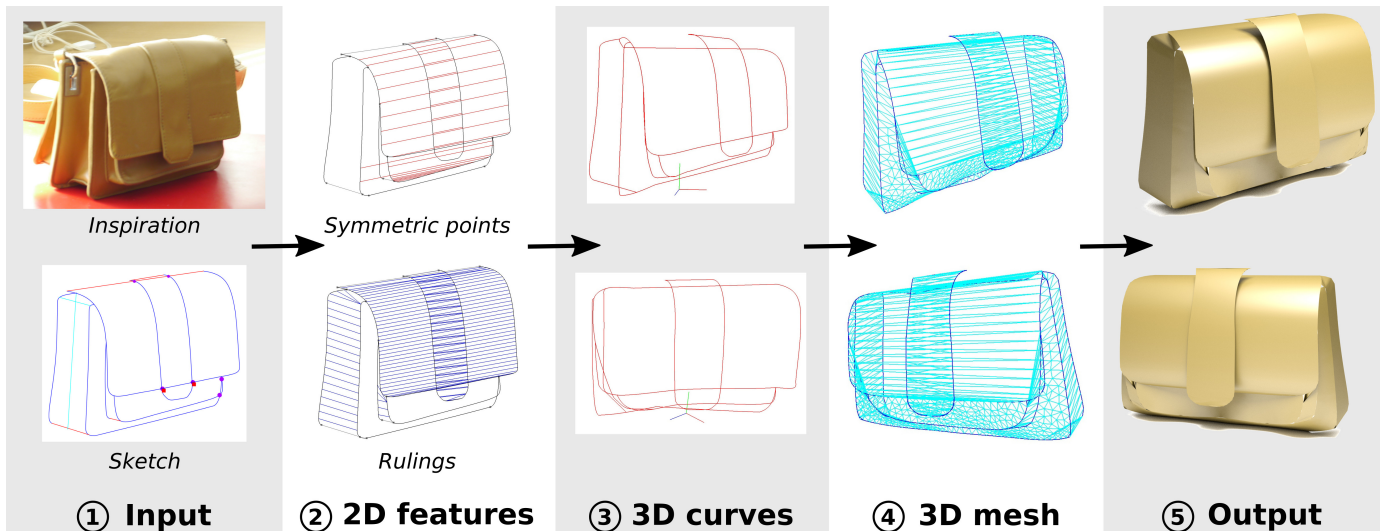 Inspiration
Symmetric points
Sketch
Rulings
① Input
② 2D features
③ 3D curves
④ 3D mesh
⑤ Output